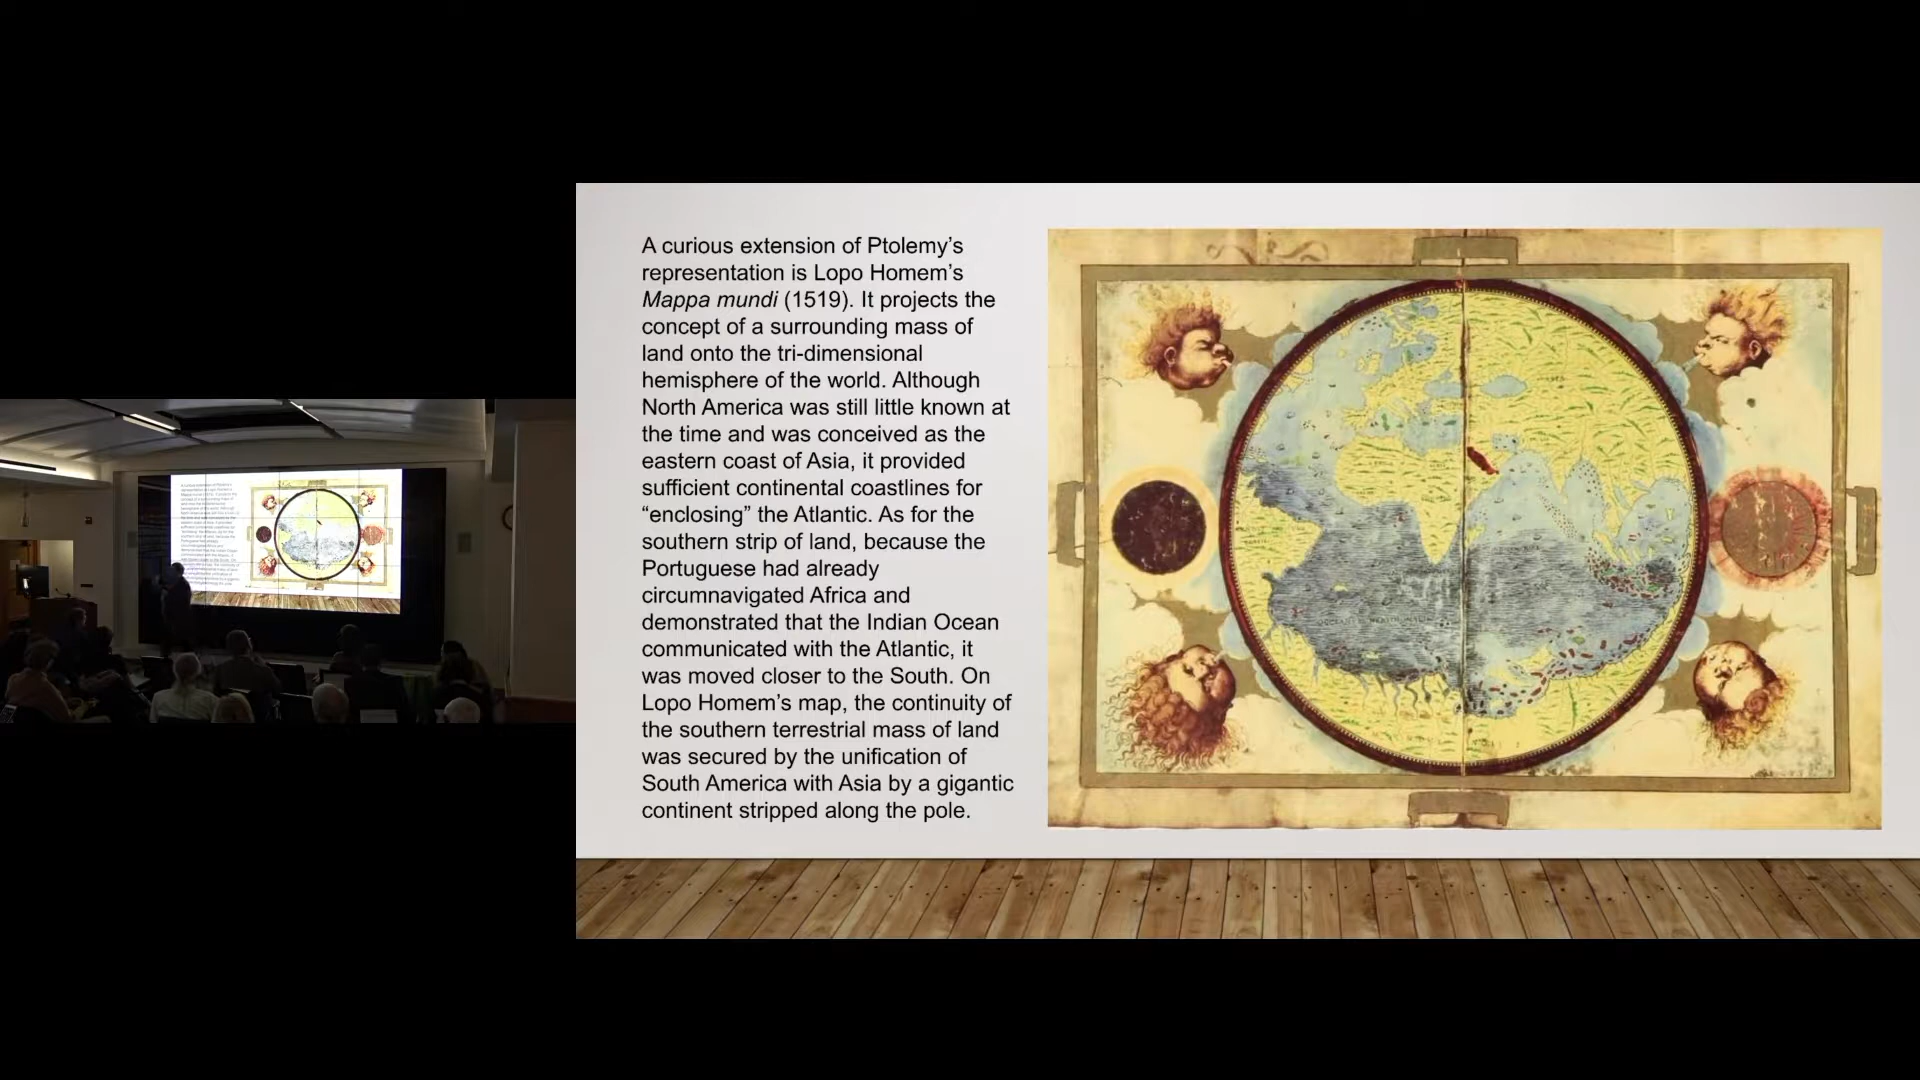 A curious extension of Ptolemy’s
representation is Lopo Homem’s
Mappa mundi (1519). It projects the
concept of a surrounding mass of
land onto the tri-dimensional
hemisphere of the world. Although
North America was still little known at
the time and was conceived as the
eastern coast of Asia, it provided
sufficient continental coastlines for
“enclosing” the Atlantic. As for the
southern strip of land, because the
Portuguese had already
circumnavigated Africa and
demonstrated that the Indian Ocean
communicated with the Atlantic, it
was moved closer to the South. On
Lopo Homem’s map, the continuity of
the southern terrestrial mass of land
was secured by the unification of
South America with Asia by a gigantic
continent stripped along the pole.